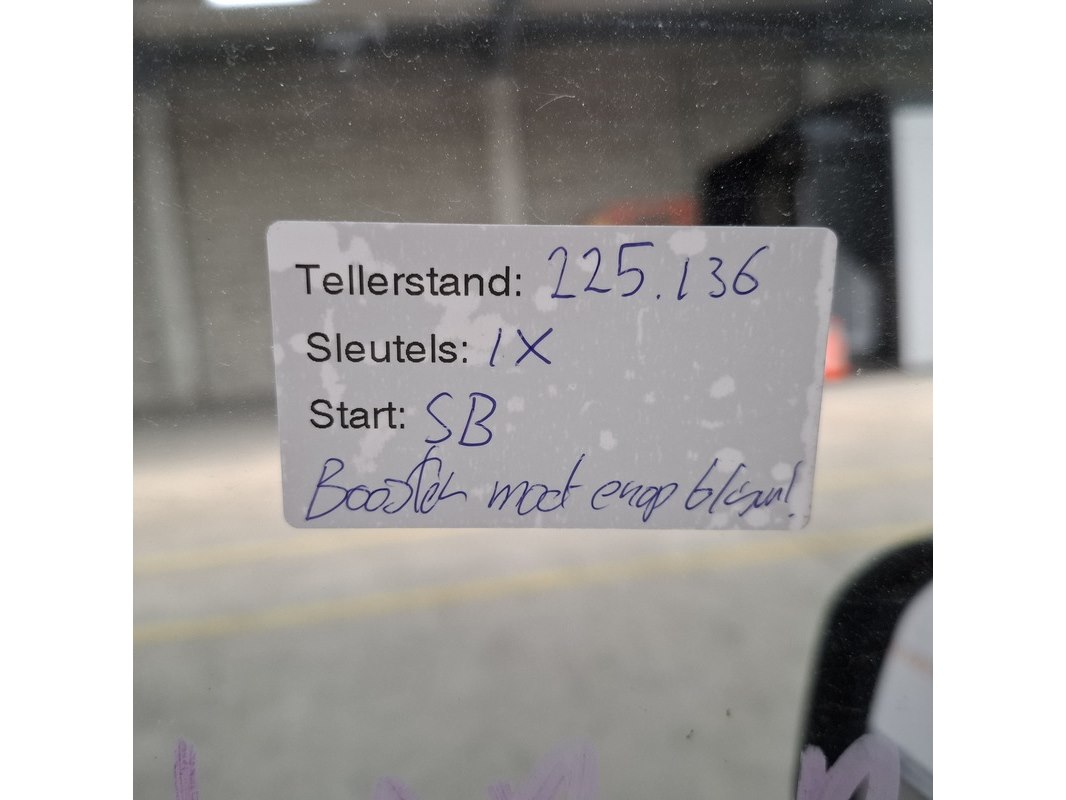 Tellerstand: 225.136
Sleutels: 1X
Start: SB
Booster moet erop blijven!